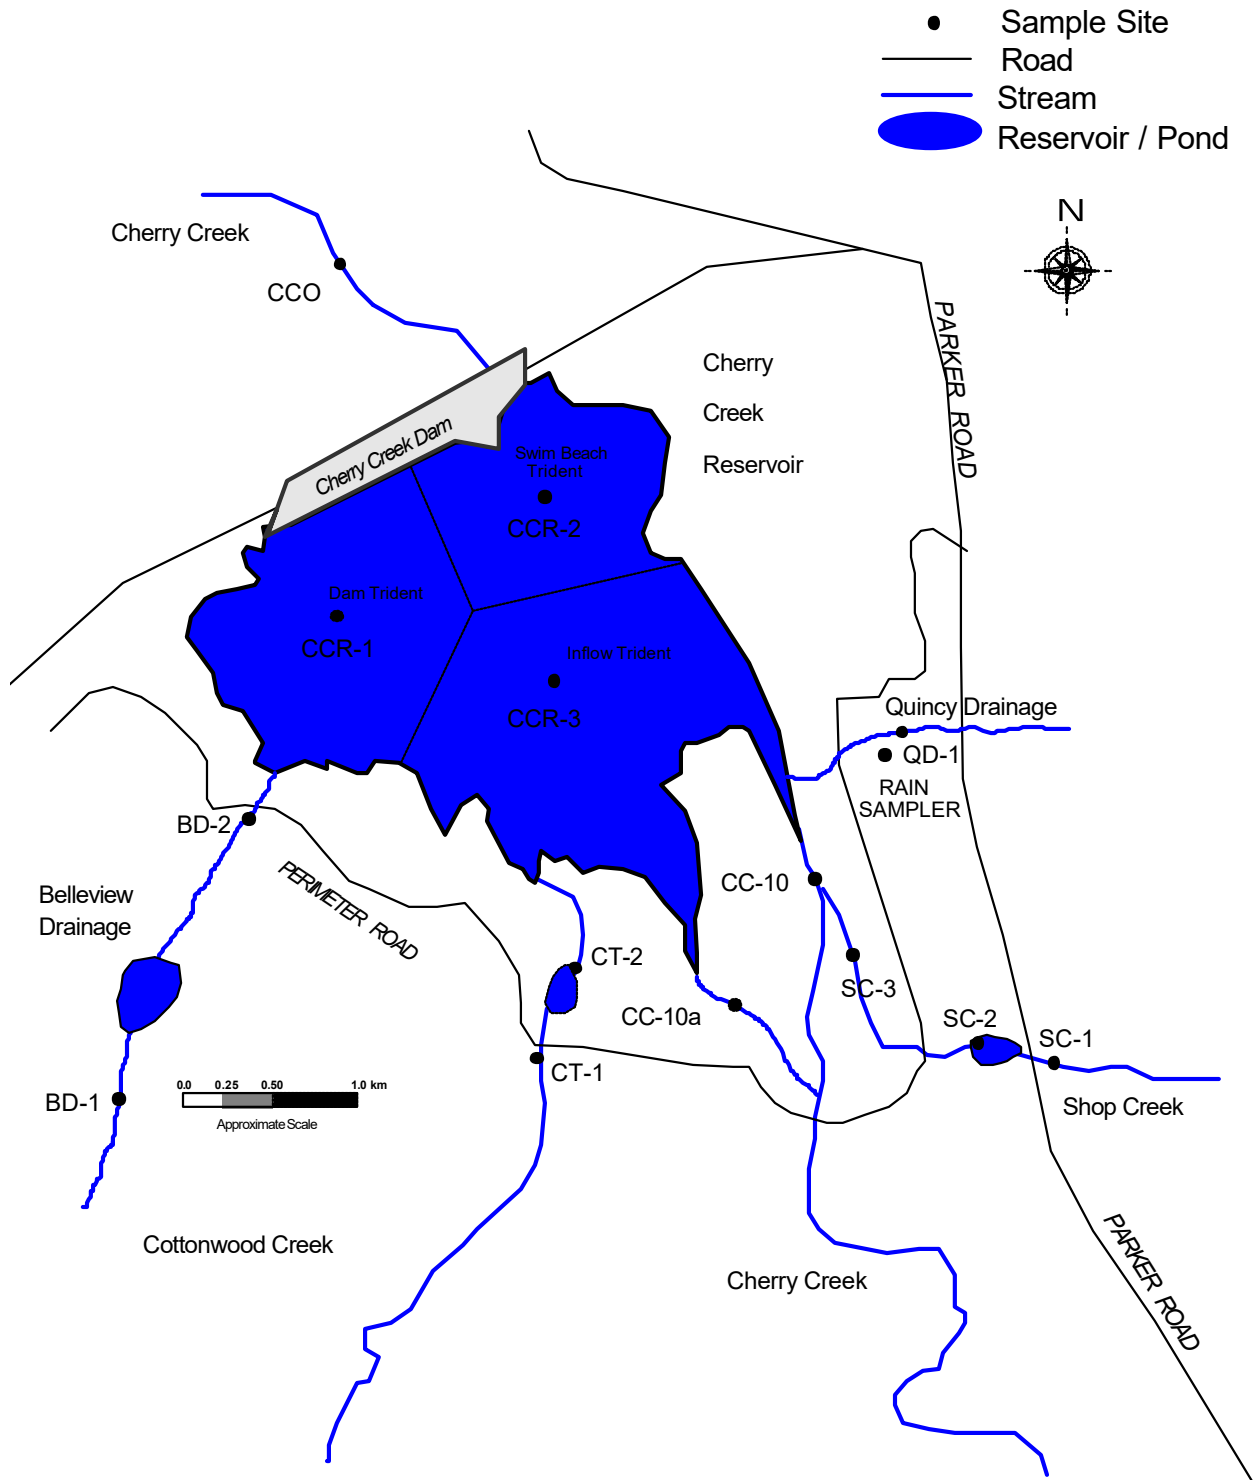 Sample Site
Road
Stream
Reservoir / Pond
N
Cherry Creek
CCO
PARKER ROAD
Cherry
Creek
Reservoir
Cherry Creek Dam
Swim Beach
Trident
CCR-2
Dam Trident
CCR-1
Inflow Trident
CCR-3
Quincy Drainage
QD-1
RAIN
SAMPLER
BD-2
PERIMETER ROAD
CC-10
Belleview
Drainage
CT-2
SC-3
CC-10a
SC-2
SC-1
CT-1
BD-1
0.0 0.25 0.50 1.0 km
Approximate Scale
Shop Creek
Cottonwood Creek
Cherry Creek
PARKER ROAD